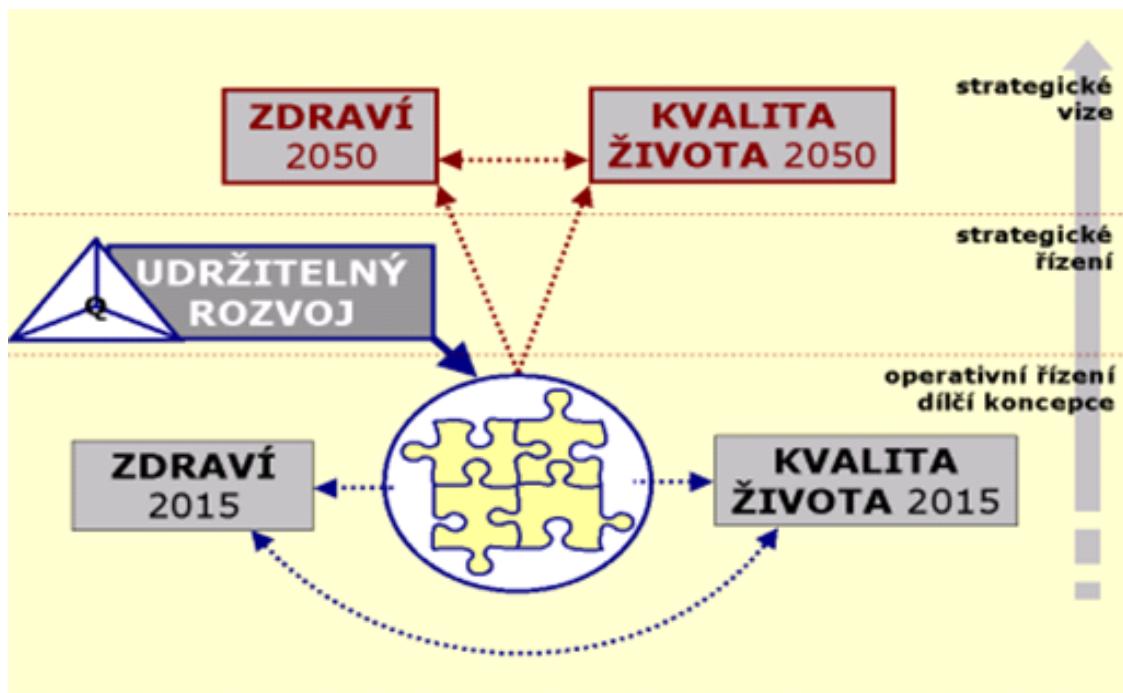 ZDRAVÍ
2050
KVALITA
ŽIVOTA 2050
strategické
vize
strategické
řízení
UDRŽITELNÝ
ROZVOJ
Q
operativní řízení
dílčí koncepce
ZDRAVÍ
2015
KVALITA
ŽIVOTA 2015